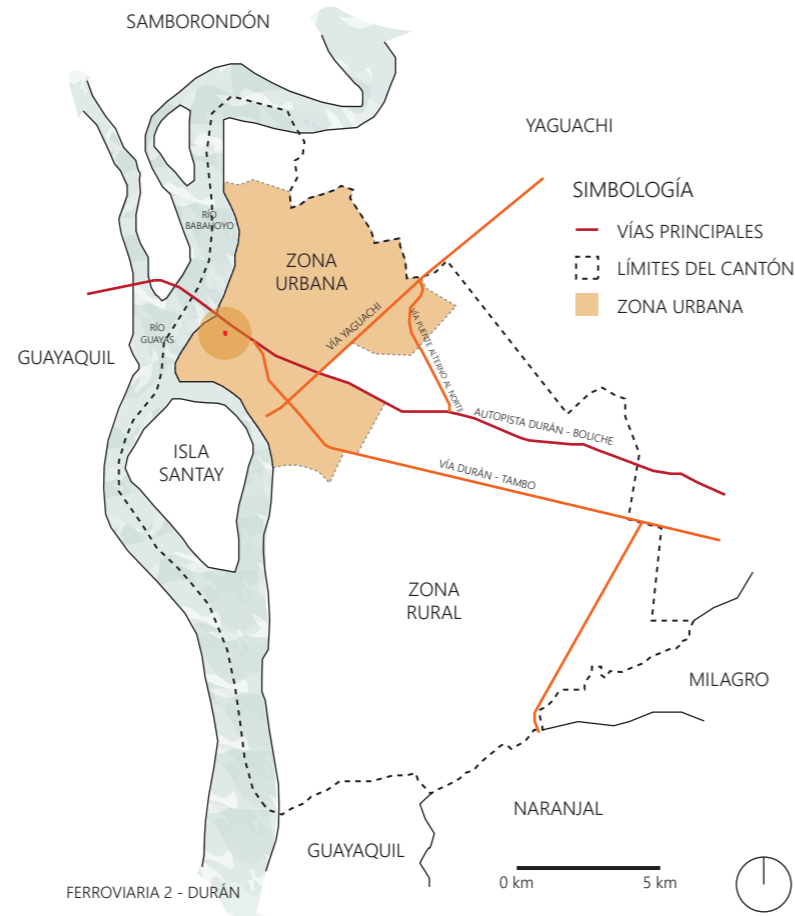 SAMBORONDÓN
YAGUACHI
SIMBOLOGÍA
VÍAS PRINCIPALES
LÍMITES DEL CANTÓN
ZONA URBANA
RÍO
BABAHOYO
ZONA
URBANA
RÍO
GUAYAS
GUAYAQUIL
VÍA YAGUACHI
VÍA PUENTE ALTERNO AL NORTE
AUTOPISTA DURÁN - BOLICHE
ISLA
SANTAY
VÍA DURÁN - TAMBO
ZONA
RURAL
MILAGRO
NARANJAL
GUAYAQUIL
0 km
5 km
FERROVIARIA 2 - DURÁN